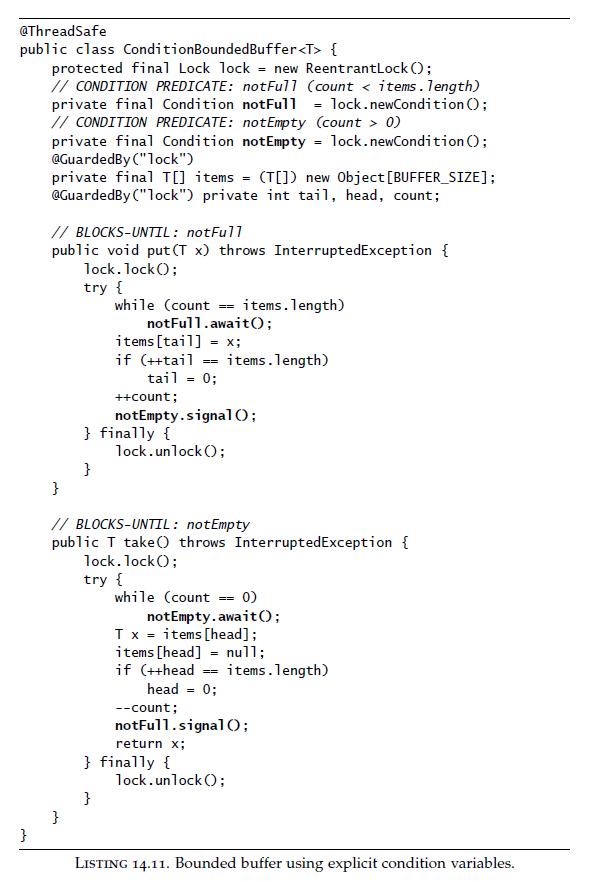 @ThreadSafe
public class ConditionBoundedBuffer<T> {
    protected final Lock lock = new ReentrantLock();
    // CONDITION PREDICATE: notFull (count < items.length)
    private final Condition notFull  = lock.newCondition();
    // CONDITION PREDICATE: notEmpty (count > 0)
    private final Condition notEmpty = lock.newCondition();
    @GuardedBy("lock")
    private final T[] items = (T[]) new Object[BUFFER_SIZE];
    @GuardedBy("lock") private int tail, head, count;

    // BLOCKS-UNTIL: notFull
    public void put(T x) throws InterruptedException {
        lock.lock();
        try {
            while (count == items.length)
                notFull.await();
            items[tail] = x;
            if (++tail == items.length)
                tail = 0;
            ++count;
            notEmpty.signal();
        } finally {
            lock.unlock();
        }
    }

    // BLOCKS-UNTIL: notEmpty
    public T take() throws InterruptedException {
        lock.lock();
        try {
            while (count == 0)
                notEmpty.await();
            T x = items[head];
            items[head] = null;
            if (++head == items.length)
                head = 0;
            --count;
            notFull.signal();
            return x;
        } finally {
            lock.unlock();
        }
    }
}
LISTING 14.11. Bounded buffer using explicit condition variables.